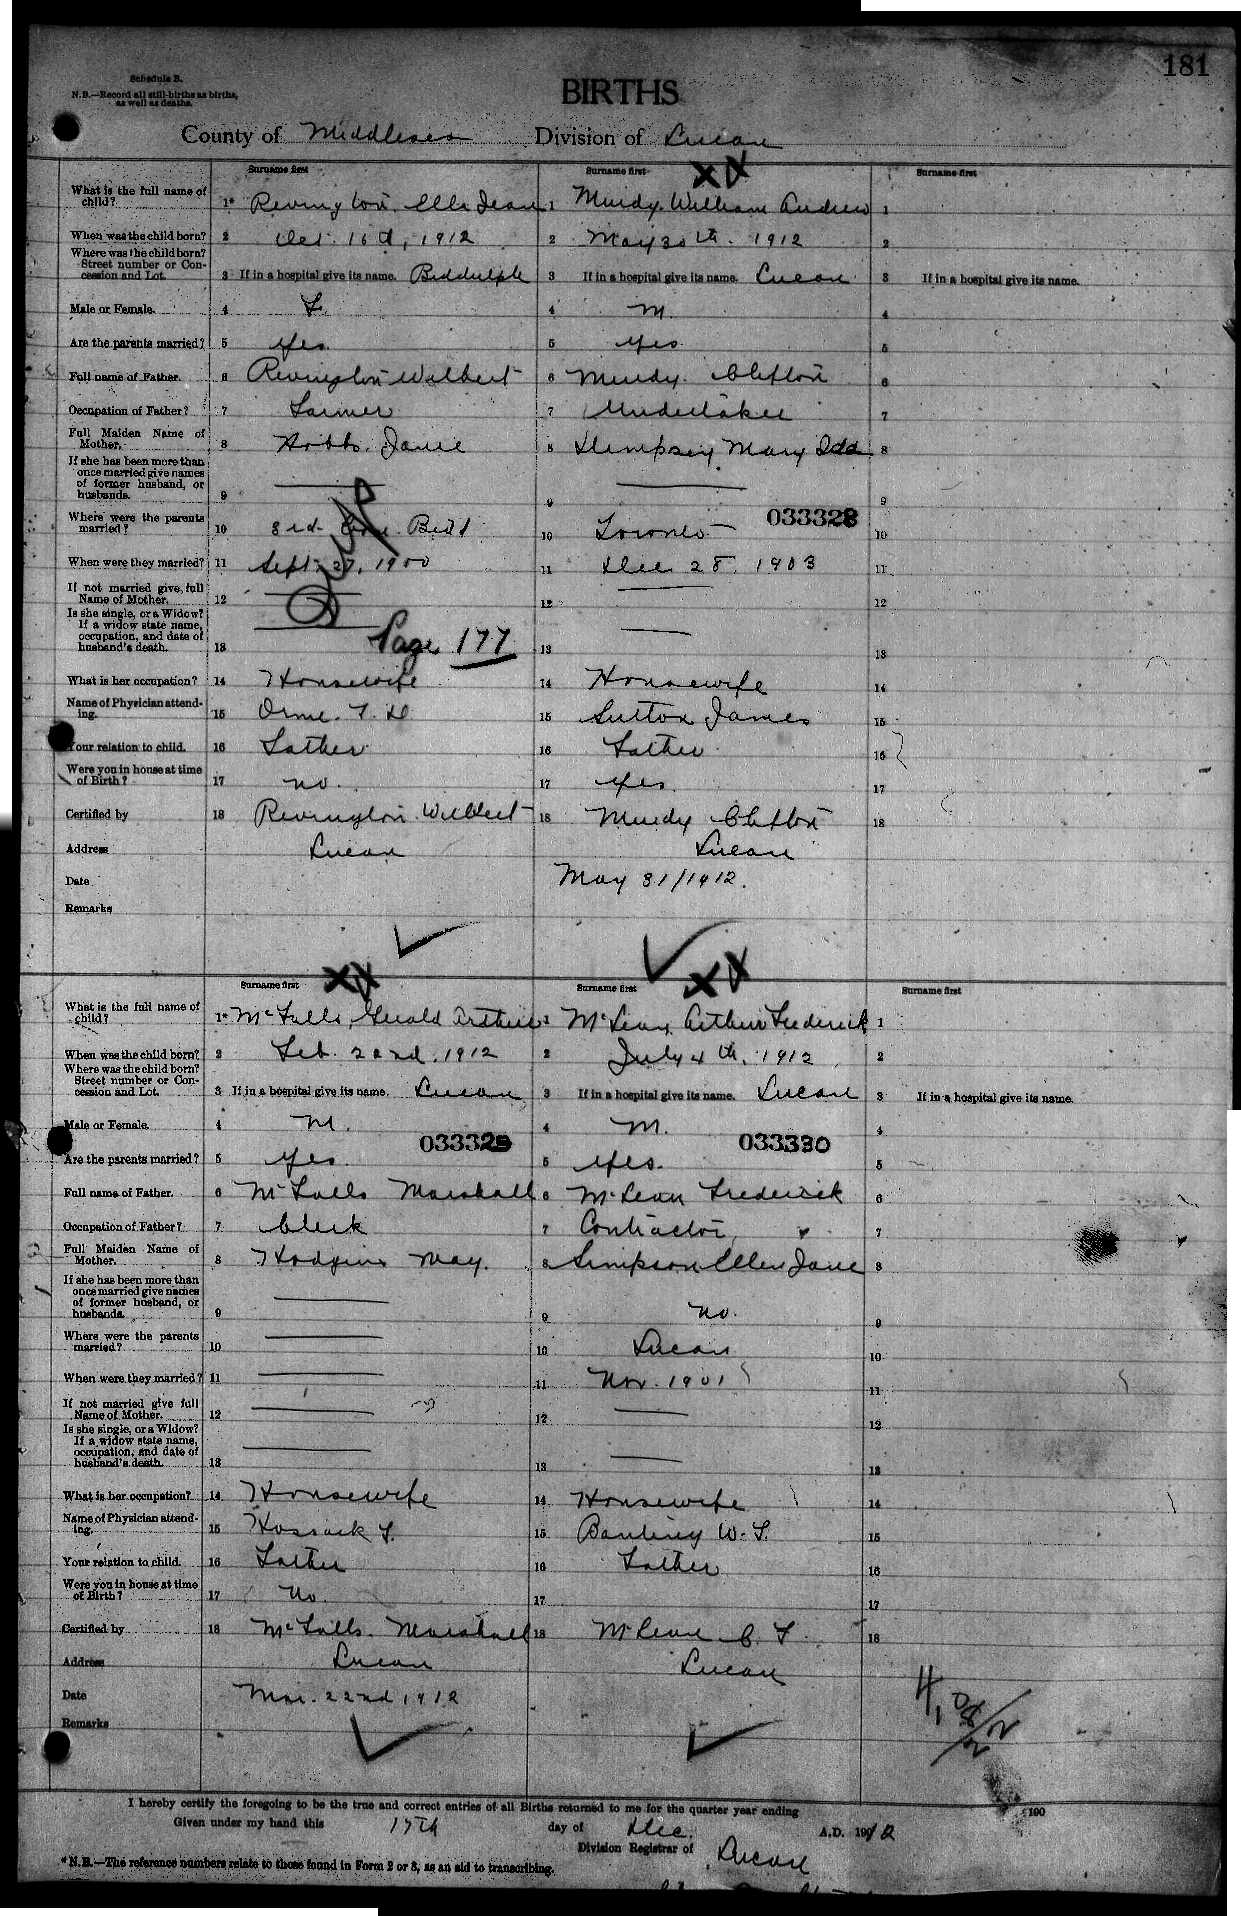 181
Schedule B.
N.B.—Record all still-births as births,
as well as deaths.
BIRTHS
County of Middlesex Division of Lucan
Surname first Surname first Surname first
What is the full name of child? 1* Revington, Ella Jean 1 Mundy William Andrew 1
When was the child born? 2 Oct. 16th, 1912 2 May 30th. 1912 2
Where was the child born? Street number or Concession and Lot. 3 If in a hospital give its name. Biddulph 3 If in a hospital give its name. Lucan 3 If in a hospital give its name.
Male or Female. 4 F. 4 M. 4
Are the parents married? 5 Yes. 5 Yes 5
Full name of Father. 6 Revington Wilbert 6 Mundy. Clifton 6
Occupation of Father? 7 Farmer 7 Undertaker 7
Full Maiden Name of Mother. 8 Hobbs. Janie 8 Dempsey Mary Ida 8
If she has been more than once married give names of former husband, or husbands. 9 — 9 — 9
033328
Where were the parents married? 10 3rd. Con. Bidd 10 Toronto 10
When were they married? 11 Sept. 27, 1900 11 Dec 28. 1903 11
If not married give full Name of Mother. 12 — 12 — 12
Is she single, or a Widow? If a widow state name, occupation, and date of husband's death. 13 — 13 — 13
Dup Page 177
What is her occupation? 14 Housewife 14 Housewife 14
Name of Physician attending. 15 Orme. T. D 15 Sutton James 15
Your relation to child. 16 Father 16 Father 16
Were you in house at time of Birth? 17 no. 17 Yes. 17
Certified by 18 Revington Wilbert 18 Mundy Clifton 18
Address Lucan Lucan
Date May 31/1912.
Remarks
Surname first Surname first Surname first
What is the full name of child? 1* McFalls, Gerald Arthur 1 McLean, Arthur Frederick 1
When was the child born? 2 Feb. 22nd. 1912 2 July 4th, 1912 2
Where was the child born? Street number or Concession and Lot. 3 If in a hospital give its name. Lucan 3 If in a hospital give its name. Lucan 3 If in a hospital give its name.
Male or Female. 4 M. 4 M. 4
033329 033330
Are the parents married? 5 Yes. 5 Yes. 5
Full name of Father. 6 McFalls Marshall 6 McLean Frederick 6
Occupation of Father? 7 Clerk 7 Contractor 7
Full Maiden Name of Mother. 8 Hodgins May. 8 Simpson Ellen Jane 8
If she has been more than once married give names of former husband, or husbands. 9 — 9 No. 9
Where were the parents married? 10 — 10 Lucan 10
When were they married? 11 — 11 Nov. 1901 11
If not married give full Name of Mother. 12 — 12 — 12
Is she single, or a Widow? If a widow state name, occupation, and date of husband's death. 13 — 13 — 13
What is her occupation? 14 Housewife 14 Housewife 14
Name of Physician attending. 15 Hossack T. 15 Banting W. T. 15
Your relation to child. 16 Father 16 Father 16
Were you in house at time of Birth? 17 No. 17 17
Certified by 18 McFalls. Marshall 18 McLean C. F. 18
Address Lucan Lucan
Date Mar. 22nd 1912
Remarks
I hereby certify the foregoing to be the true and correct entries of all Births returned to me for the quarter year ending 190
Given under my hand this 17th day of Dec. A.D. 1912
Division Registrar of Lucan
*N.B.—The reference numbers relate to those found in Form 2 or 3, as an aid to transcribing.